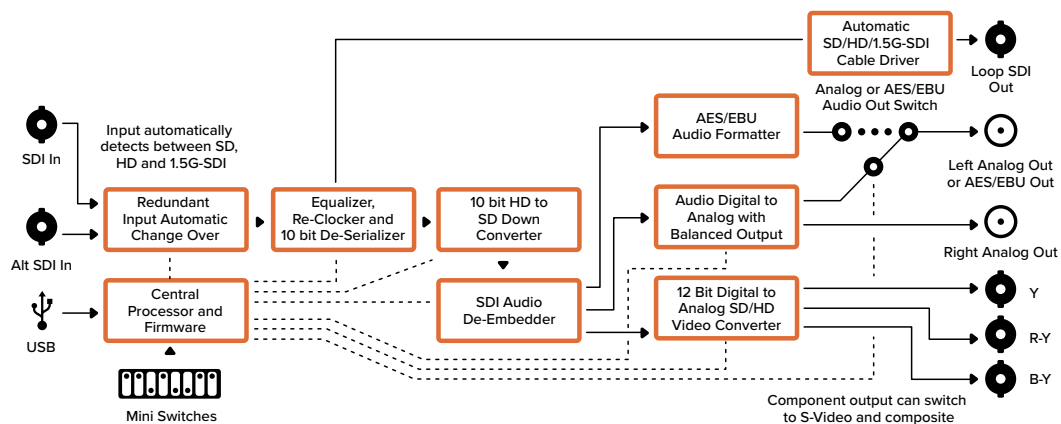 Automatic
SD/HD/1.5G-SDI
Cable Driver
Loop SDI
Out
Analog or AES/EBU
Audio Out Switch
SDI In
Input automatically
detects between SD,
HD and 1.5G-SDI
AES/EBU
Audio Formatter
Left Analog Out
or AES/EBU Out
Alt SDI In
Redundant
Input Automatic
Change Over
Equalizer,
Re-Clocker and
10 bit De-Serializer
10 bit HD to
SD Down
Converter
Audio Digital to
Analog with
Balanced Output
Right Analog Out
USB
Central
Processor and
Firmware
SDI Audio
De-Embedder
12 Bit Digital to
Analog SD/HD
Video Converter
Y
R-Y
B-Y
Mini Switches
Component output can switch
to S-Video and composite